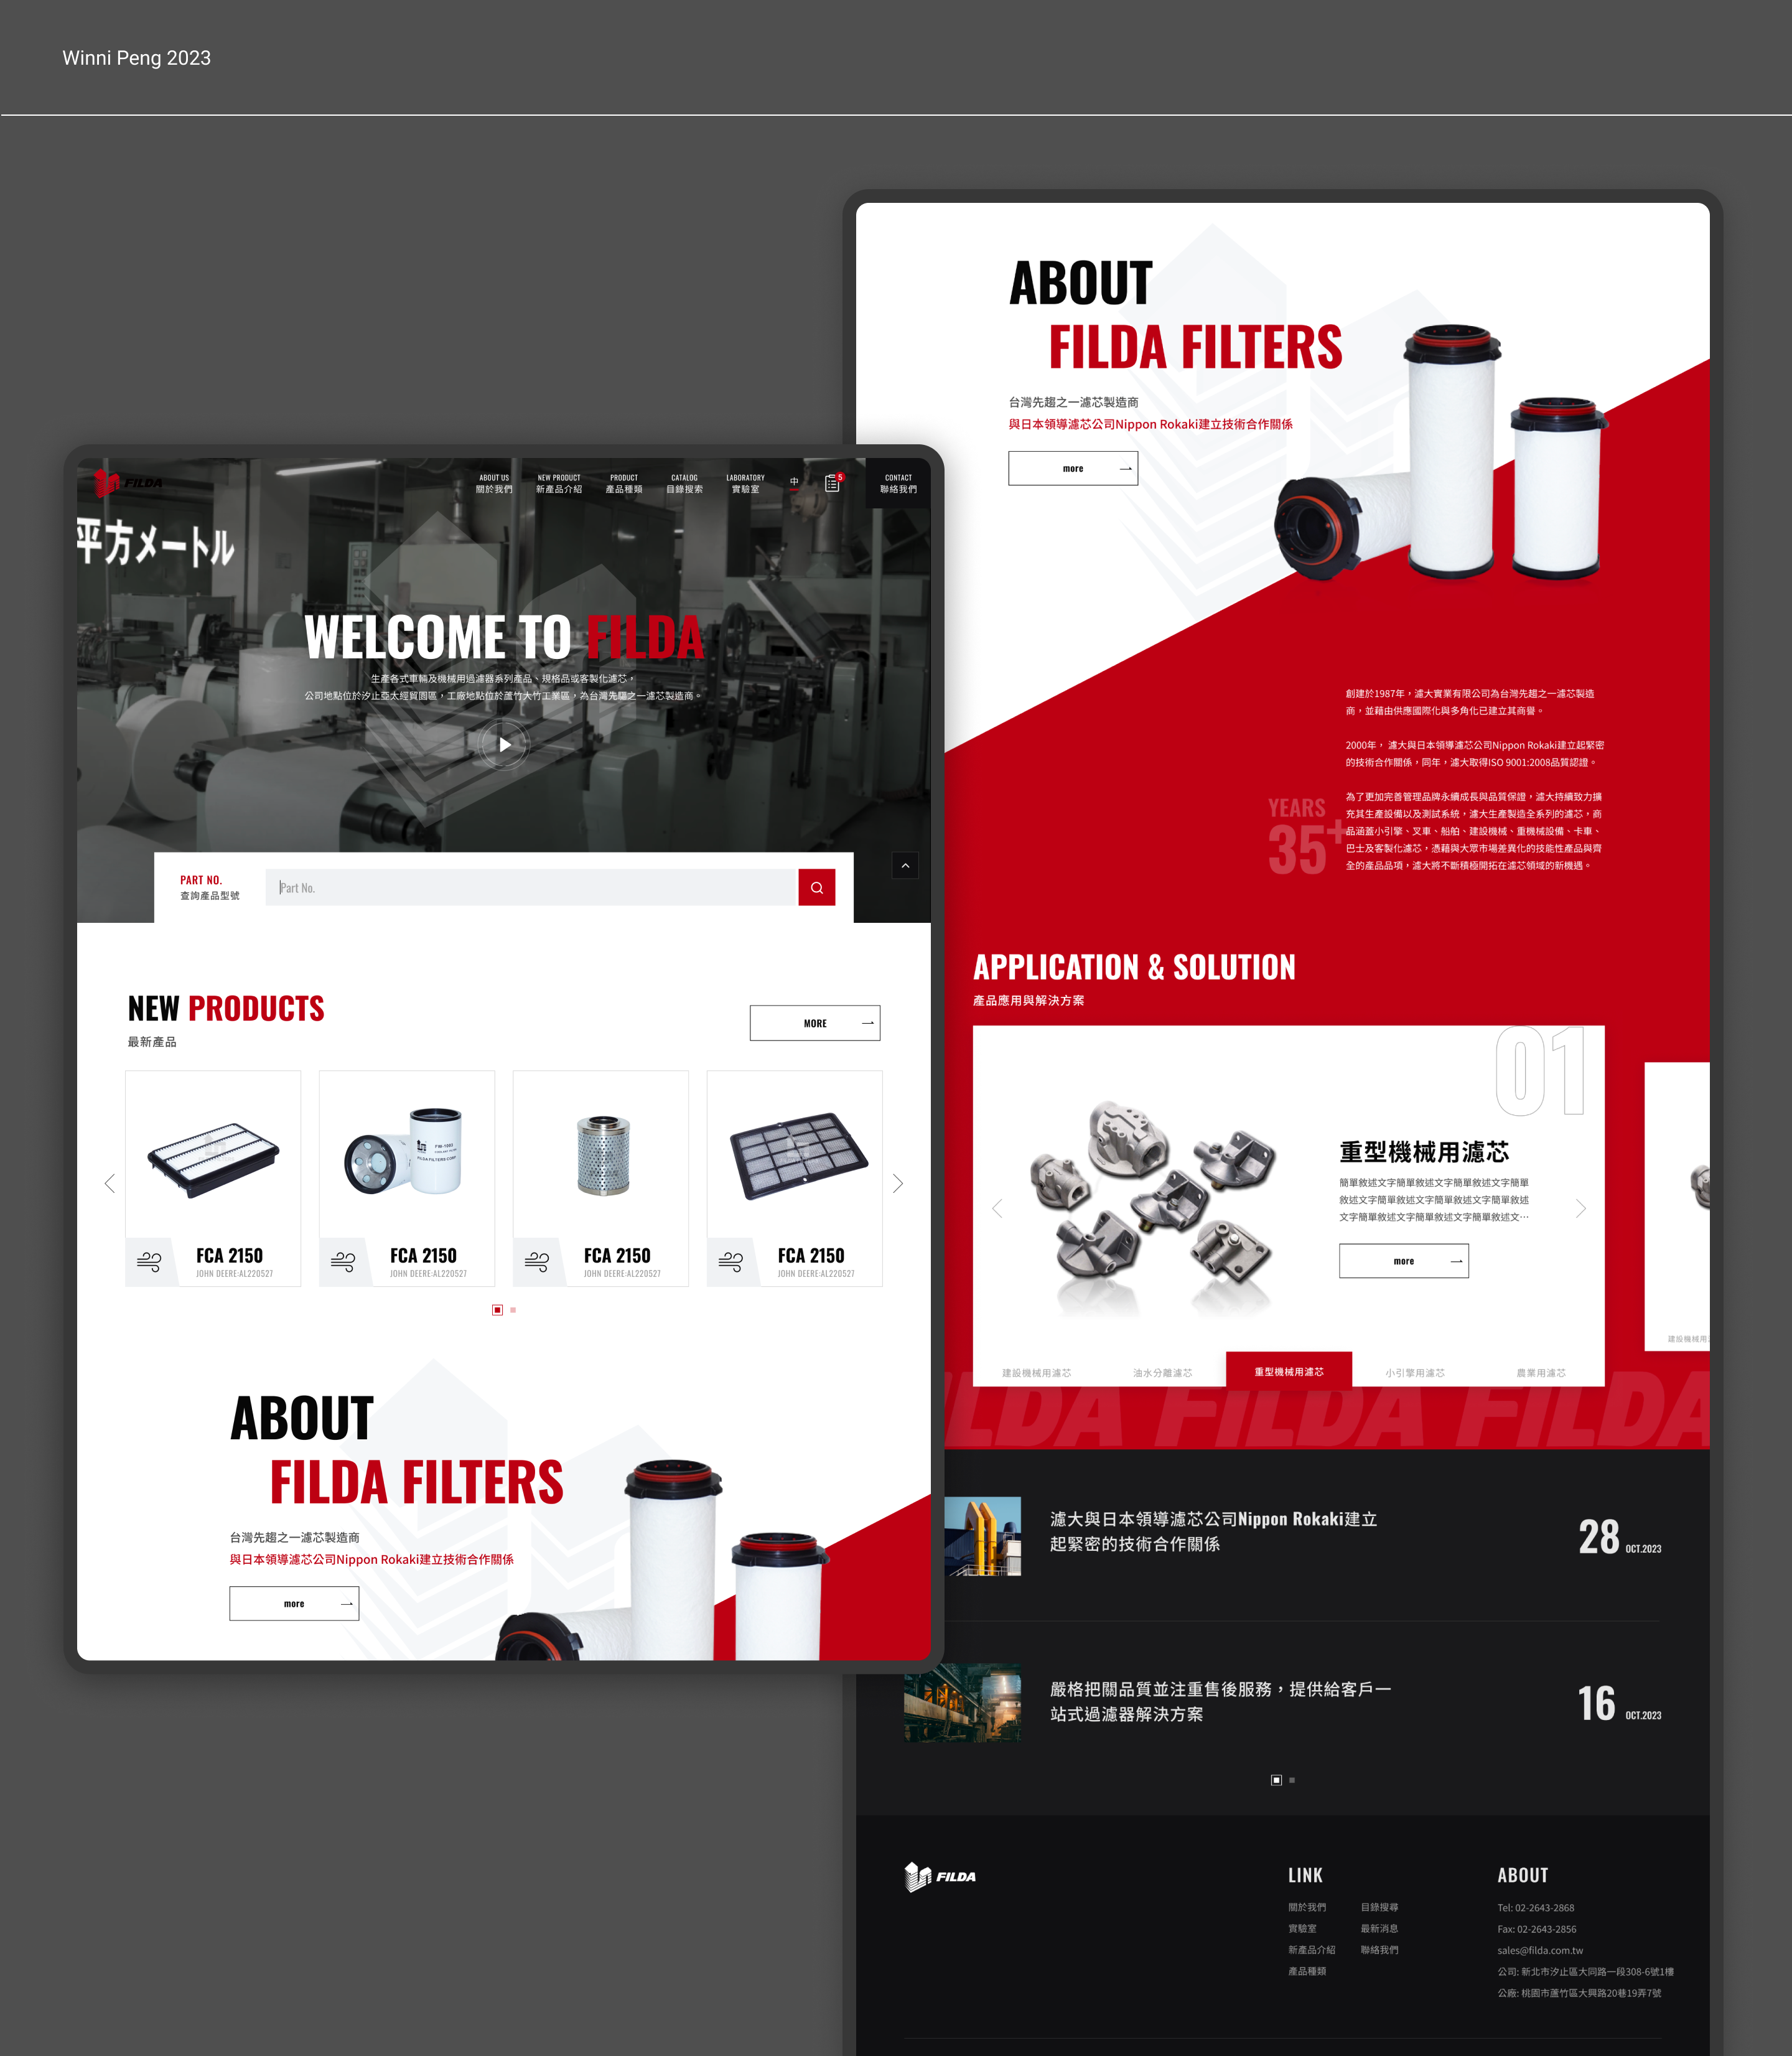 Winni Peng 2023
FILDA
ABOUT US
關於我們
NEW PRODUCT
新產品介紹
PRODUCT
產品種類
CATALOG
目錄搜索
LABORATORY
實驗室
中
5
CONTACT
聯絡我們
平方メートル
WELCOME TO FILDA
生產各式車輛及機械用過濾器系列產品、規格品或客製化濾芯，
公司地點位於汐止亞太經貿園區，工廠地點位於蘆竹大竹工業區，為台灣先驅之一濾芯製造商。
PART NO.
查詢產品型號
Part No.
NEW PRODUCTS
最新產品
MORE
FCA 2150
JOHN DEERE:AL220527
FCA 2150
JOHN DEERE:AL220527
FCA 2150
JOHN DEERE:AL220527
FCA 2150
JOHN DEERE:AL220527
ABOUT
FILDA FILTERS
台灣先趨之一濾芯製造商
與日本領導濾芯公司Nippon Rokaki建立技術合作關係
more
ABOUT
FILDA FILTERS
台灣先趨之一濾芯製造商
與日本領導濾芯公司Nippon Rokaki建立技術合作關係
more
創建於1987年，濾大實業有限公司為台灣先趨之一濾芯製造
商，並藉由供應國際化與多角化已建立其商譽。
2000年， 濾大與日本領導濾芯公司Nippon Rokaki建立起緊密
的技術合作關係，同年，濾大取得ISO 9001:2008品質認證。
YEARS
35+
為了更加完善管理品牌永續成長與品質保證，濾大持續致力擴
充其生產設備以及測試系統，濾大生產製造全系列的濾芯，商
品涵蓋小引擎、叉車、船舶、建設機械、重機械設備、卡車、
巴士及客製化濾芯，憑藉與大眾市場差異化的技能性產品與齊
全的產品品項，濾大將不斷積極開拓在濾芯領域的新機遇。
APPLICATION & SOLUTION
產品應用與解決方案
01
重型機械用濾芯
簡單敘述文字簡單敘述文字簡單敘述文字簡單
敘述文字簡單敘述文字簡單敘述文字簡單敘述
文字簡單敘述文字簡單敘述文字簡單敘述文…
more
建設機械用濾芯
油水分離濾芯
重型機械用濾芯
小引擎用濾芯
農業用濾芯
建設機械用
FILDA FILDA FILDA
濾大與日本領導濾芯公司Nippon Rokaki建立
起緊密的技術合作關係
28 OCT.2023
嚴格把關品質並注重售後服務，提供給客戶一
站式過濾器解決方案
16 OCT.2023
FILDA
LINK
關於我們
目錄搜尋
實驗室
最新消息
新產品介紹
聯絡我們
產品種類
ABOUT
Tel: 02-2643-2868
Fax: 02-2643-2856
sales@filda.com.tw
公司: 新北市汐止區大同路一段308-6號1樓
公廠: 桃園市蘆竹區大興路20巷19弄7號